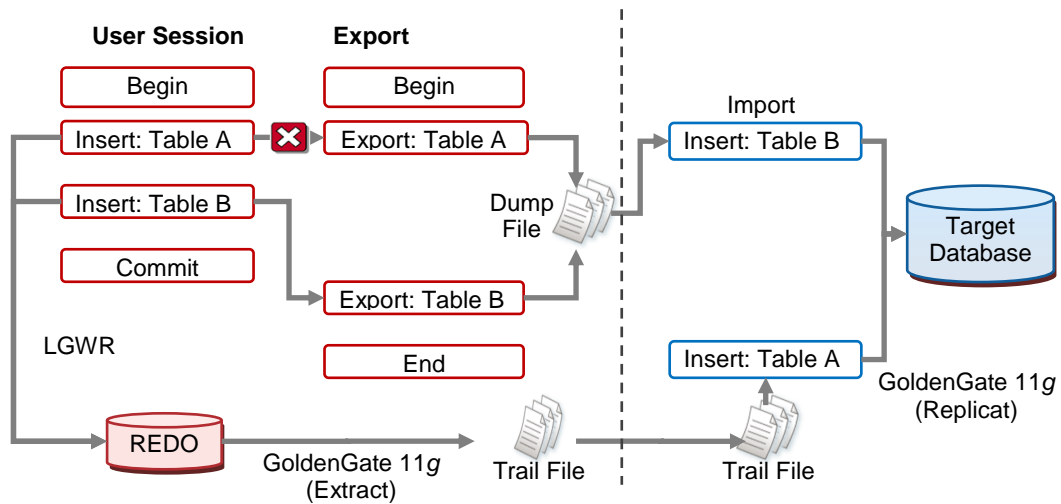 User Session
Export
Begin
Begin
Import
Insert: Table A
Export: Table A
Insert: Table B
Insert: Table B
Dump
File
Target
Database
Commit
Export: Table B
LGWR
End
Insert: Table A
GoldenGate 11g
(Replicat)
REDO
GoldenGate 11g
(Extract)
Trail File
Trail File